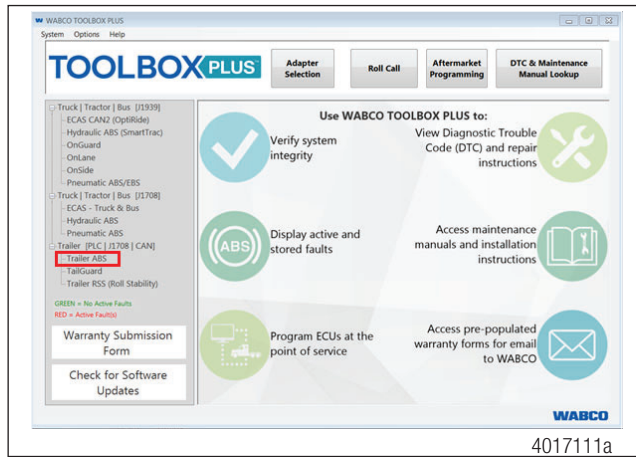 WABCO TOOLBOX PLUS
System Options Help
TOOLBOX PLUS
Adapter
Selection
Roll Call
Aftermarket
Programming
DTC & Maintenance
Manual Lookup
Truck | Tractor | Bus [J1939]
ECAS CAN2 (OptiRide)
Hydraulic ABS (SmartTrac)
OnGuard
OnLane
OnSide
Pneumatic ABS/EBS
Truck | Tractor | Bus [J1708]
ECAS - Truck & Bus
Hydraulic ABS
Pneumatic ABS
Trailer [PLC | J1708 | CAN]
Trailer ABS
TailGuard
Trailer RSS (Roll Stability)
GREEN = No Active Faults
RED = Active Fault(s)
Warranty Submission
Form
Check for Software
Updates
Use WABCO TOOLBOX PLUS to:
Verify system
integrity
View Diagnostic Trouble
Code (DTC) and repair
instructions
ABS
Display active and
stored faults
Access maintenance
manuals and installation
instructions
Program ECUs at the
point of service
Access pre-populated
warranty forms for email
to WABCO
WABCO
4017111a